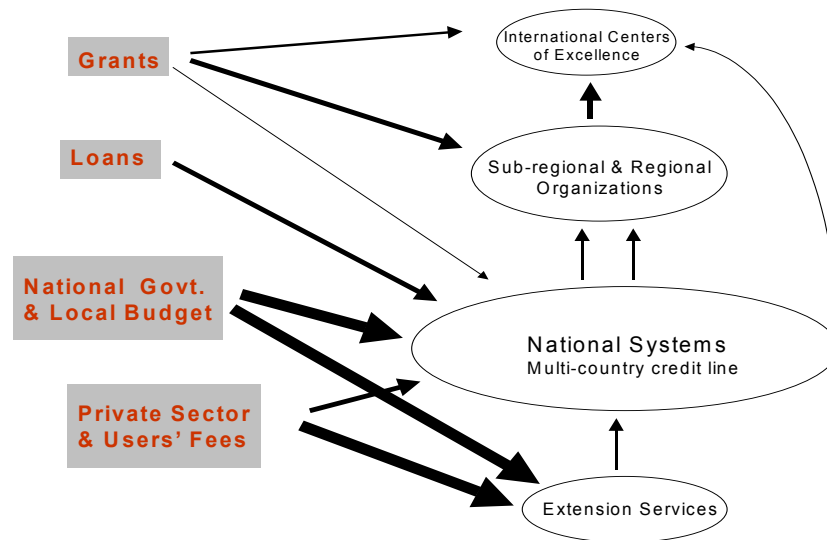 International Centers
of Excellence
Grants
Loans
Sub-regional & Regional
Organizations
National Govt.
& Local Budget
National Systems
Multi-country credit line
Private Sector
& Users’ Fees
Extension Services